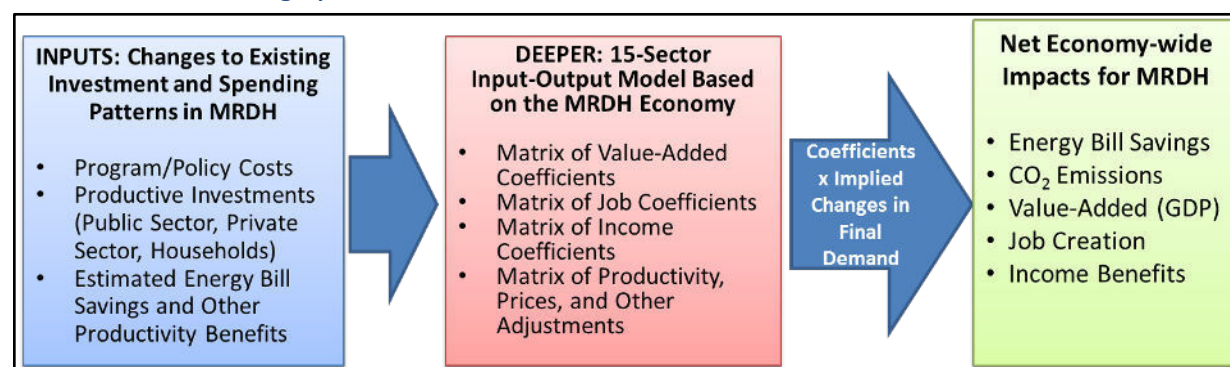 INPUTS: Changes to Existing
Investment and Spending
Patterns in MRDH
• Program/Policy Costs
• Productive Investments
(Public Sector, Private
Sector, Households)
• Estimated Energy Bill
Savings and Other
Productivity Benefits
DEEPER: 15-Sector
Input-Output Model Based
on the MRDH Economy
• Matrix of Value-Added
Coefficients
• Matrix of Job Coefficients
• Matrix of Income
Coefficients
• Matrix of Productivity,
Prices, and Other
Adjustments
Coefficients
x Implied
Changes in
Final
Demand
Net Economy-wide
Impacts for MRDH
• Energy Bill Savings
• CO₂ Emissions
• Value-Added (GDP)
• Job Creation
• Income Benefits